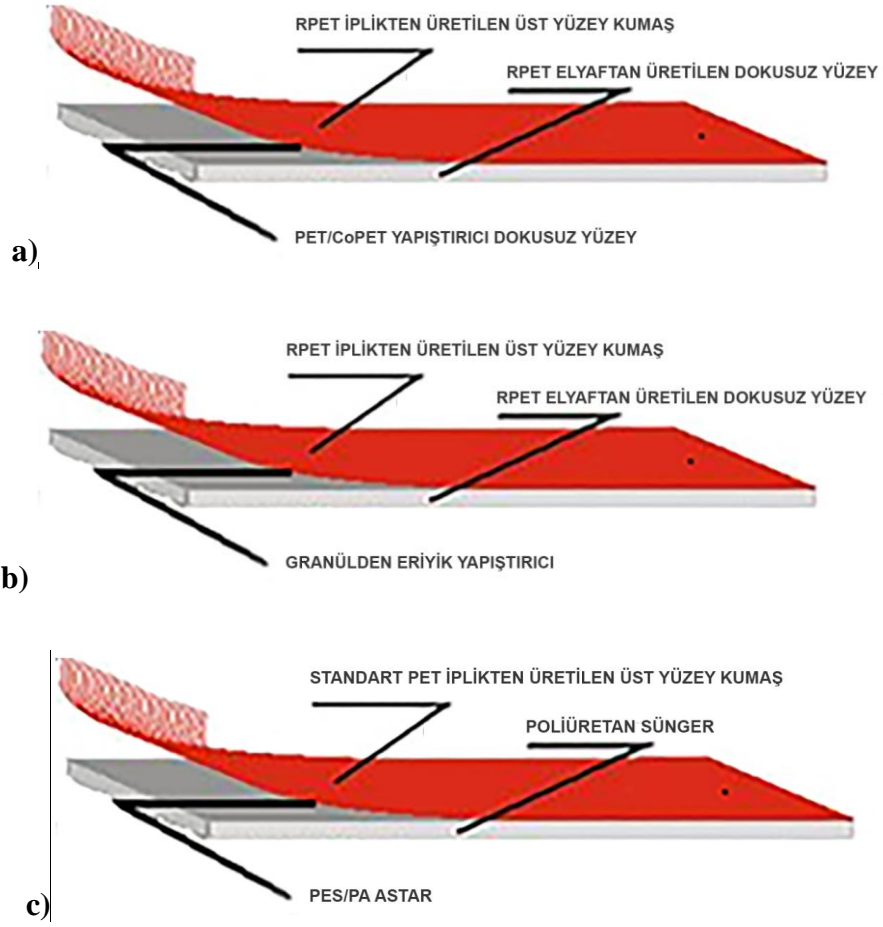 RPET İPLİKTEN ÜRETİLEN ÜST YÜZEY KUMAŞ
RPET ELYAFTAN ÜRETİLEN DOKUSUZ YÜZEY
PET/CoPET YAPIŞTIRICI DOKUSUZ YÜZEY
a)
RPET İPLİKTEN ÜRETİLEN ÜST YÜZEY KUMAŞ
RPET ELYAFTAN ÜRETİLEN DOKUSUZ YÜZEY
GRANÜLDEN ERİYİK YAPIŞTIRICI
b)
STANDART PET İPLİKTEN ÜRETİLEN ÜST YÜZEY KUMAŞ
POLİÜRETAN SÜNGER
PES/PA ASTAR
c)